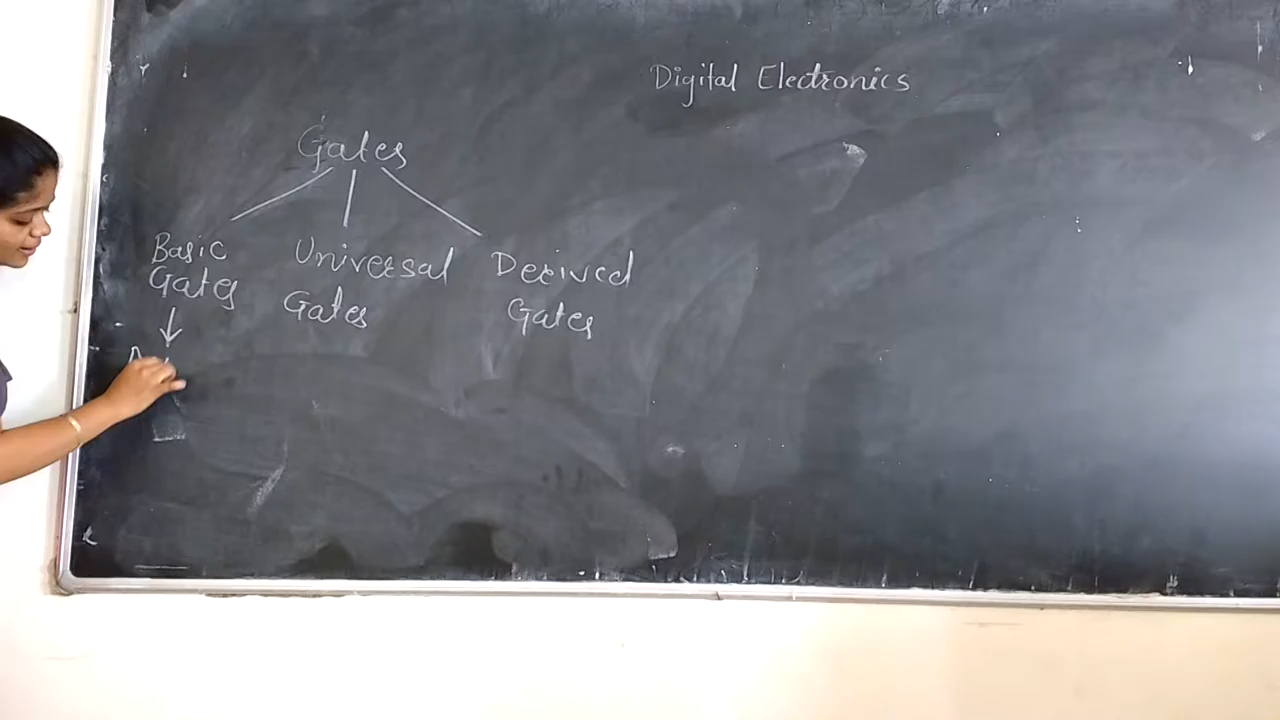 Digital Electronics
Gates
Basic
Gates
Universal
Gates
Derived
Gates